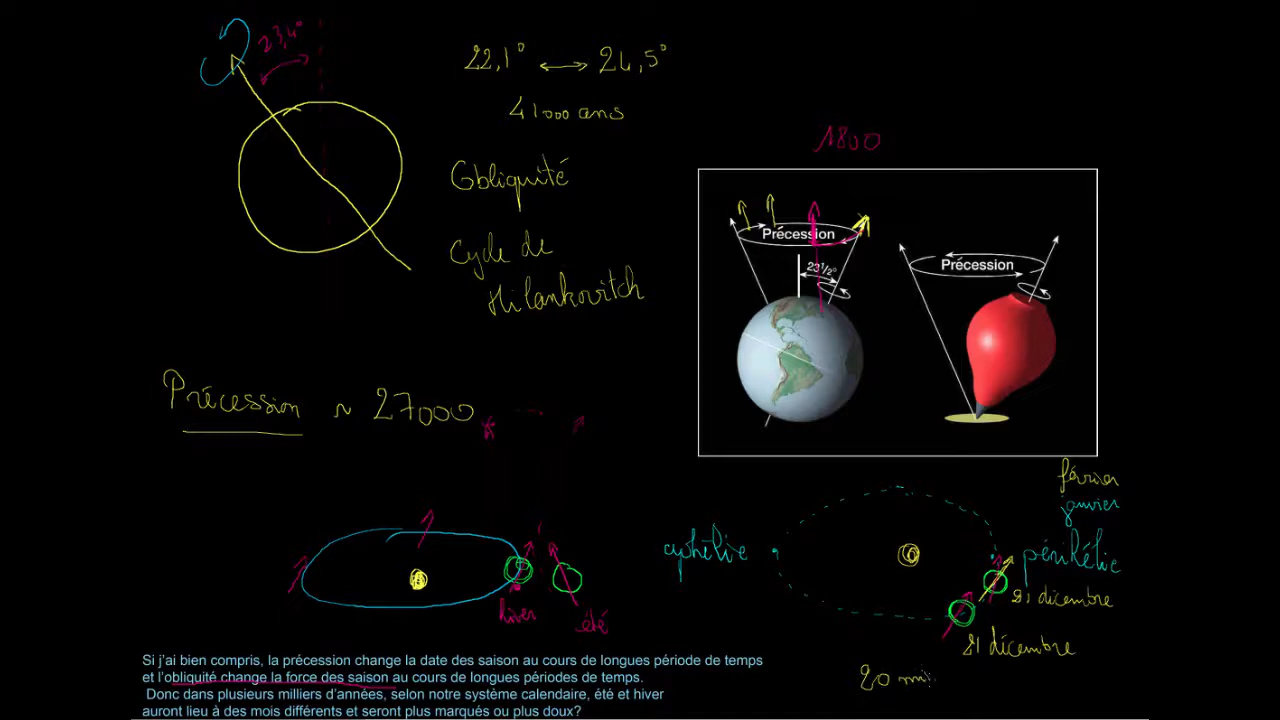 23,4°
22,1° ↔ 24,5°
41000 ans
Obliquité
Cycle de
Milankovitch
1800
Précession
23 1/2°
Précession
Précession ~ 27000
février
janvier
aphélie
périhélie
21 décembre
hiver
été
21 décembre
20 mi
Si j'ai bien compris, la précession change la date des saison au cours de longues période de temps
et l'obliquité change la force des saison au cours de longues périodes de temps.
Donc dans plusieurs milliers d'années, selon notre système calendaire, été et hiver
auront lieu à des mois différents et seront plus marqués ou plus doux?